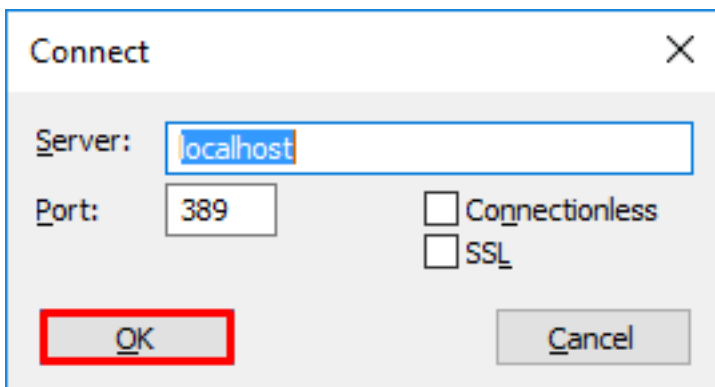 Connect
Server: localhost
Port: 389 Connectionless
SSL
OK Cancel